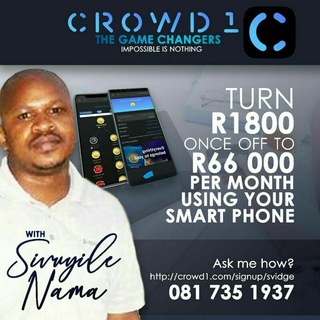 CROWD1
THE GAME CHANGERS
IMPOSSIBLE IS NOTHING
TURN
R1800
ONCE OFF TO
R66 000
PER MONTH
USING YOUR
SMART PHONE
WITH
Sivuyile
Nama
Ask me how?
http://crowd1.com/signup/svidge
081 735 1937